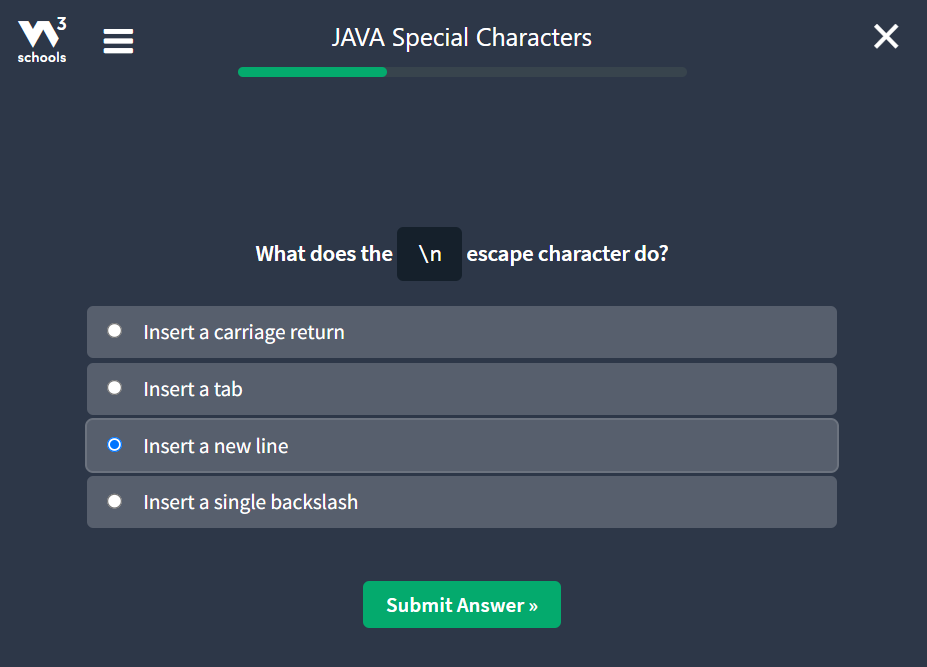 W3
schools
JAVA Special Characters
What does the \n escape character do?
Insert a carriage return
Insert a tab
Insert a new line
Insert a single backslash
Submit Answer »